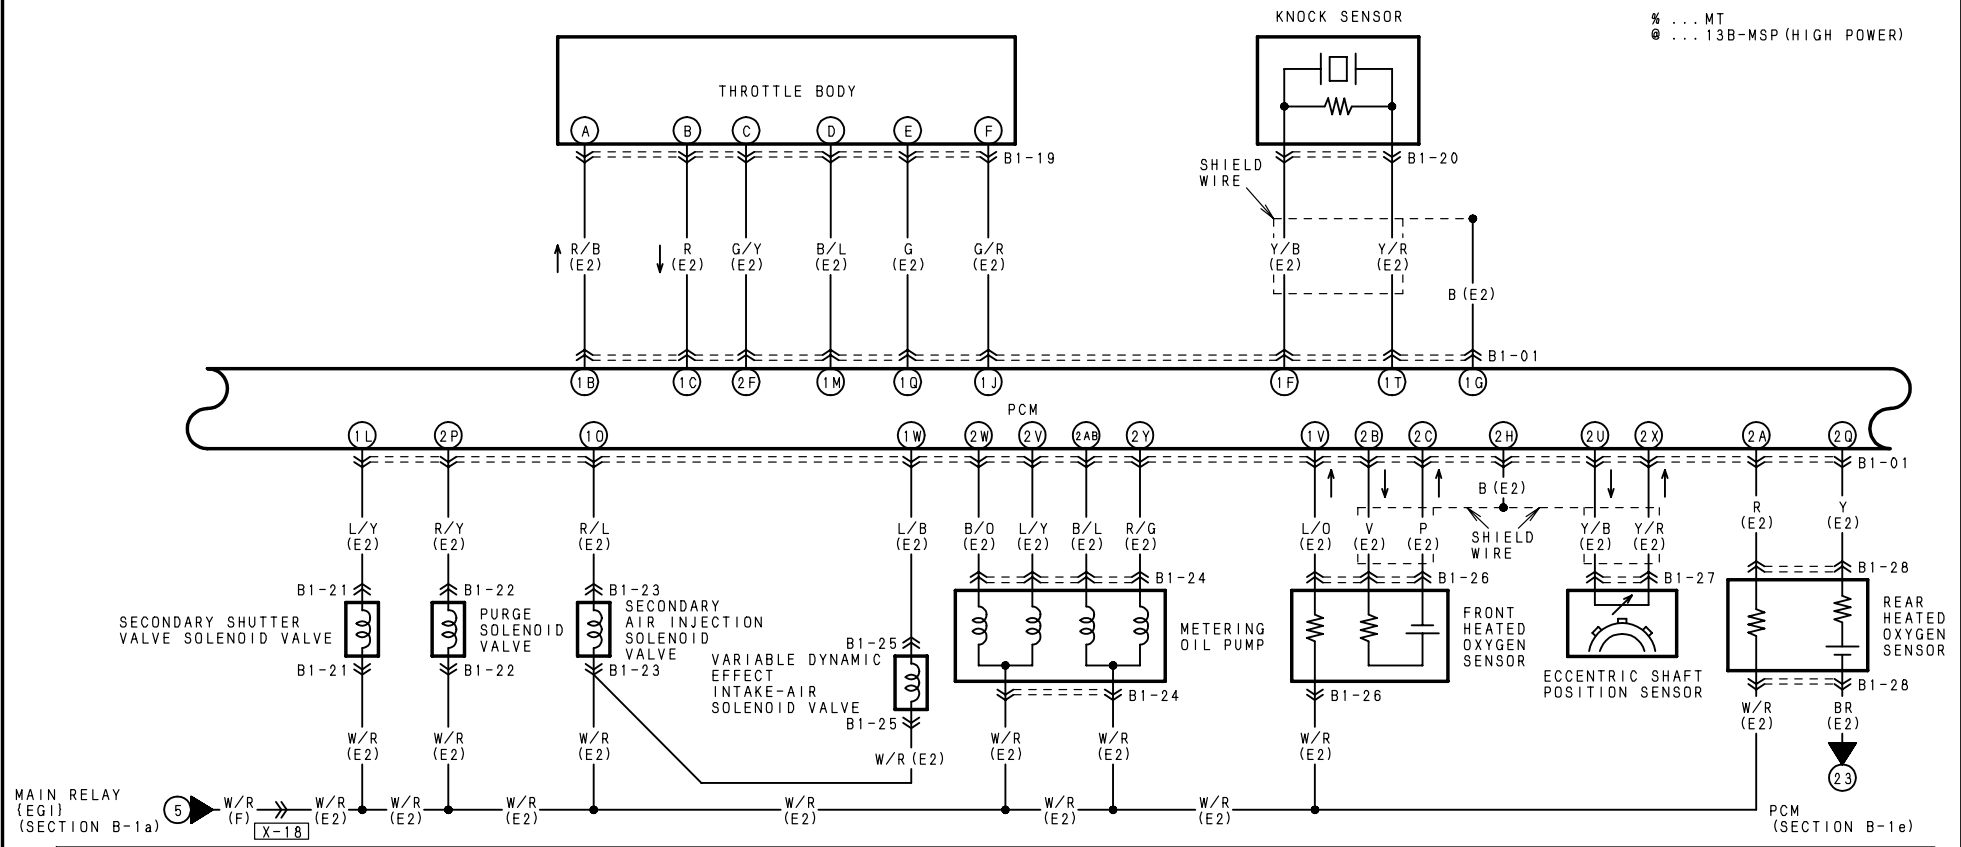 KNOCK SENSOR
% ... MT
@ ... 13B-MSP(HIGH POWER)
THROTTLE BODY
A B C D E F
B1-19
B1-20
SHIELD
WIRE
R/B
(E2)
R
(E2)
G/Y
(E2)
B/L
(E2)
G
(E2)
G/R
(E2)
Y/B
(E2)
Y/R
(E2)
B(E2)
B1-01
1B 1C 2F 1M 1Q 1J 1F 1T 1G
PCM
1L 2P 1O 1W 2W 2V 2AB 2Y 1V 2B 2C 2H 2U 2X 2A 2Q
B1-01
B(E2)
L/Y
(E2)
R/Y
(E2)
R/L
(E2)
L/B
(E2)
B/O
(E2)
L/Y
(E2)
B/L
(E2)
R/G
(E2)
L/O
(E2)
V
(E2)
P
(E2)
SHIELD
WIRE
Y/B
(E2)
Y/R
(E2)
R
(E2)
Y
(E2)
B1-21
B1-22
B1-23
B1-24
B1-26
B1-27
B1-28
SECONDARY SHUTTER
VALVE SOLENOID VALVE
PURGE
SOLENOID
VALVE
SECONDARY
AIR INJECTION
SOLENOID
VALVE
B1-25
VARIABLE DYNAMIC
EFFECT
INTAKE-AIR
SOLENOID VALVE
METERING
OIL PUMP
FRONT
HEATED
OXYGEN
SENSOR
ECCENTRIC SHAFT
POSITION SENSOR
REAR
HEATED
OXYGEN
SENSOR
B1-21
B1-22
B1-23
B1-25
B1-24
B1-26
B1-28
W/R
(E2)
W/R
(E2)
W/R
(E2)
W/R(E2)
W/R
(E2)
W/R
(E2)
W/R
(E2)
W/R
(E2)
BR
(E2)
23
MAIN RELAY
{EGI}
(SECTION B-1a)
5
W/R
(F)
X-18
W/R
(E2)
W/R
(E2)
W/R
(E2)
W/R
(E2)
W/R
(E2)
W/R
(E2)
PCM
(SECTION B-1e)